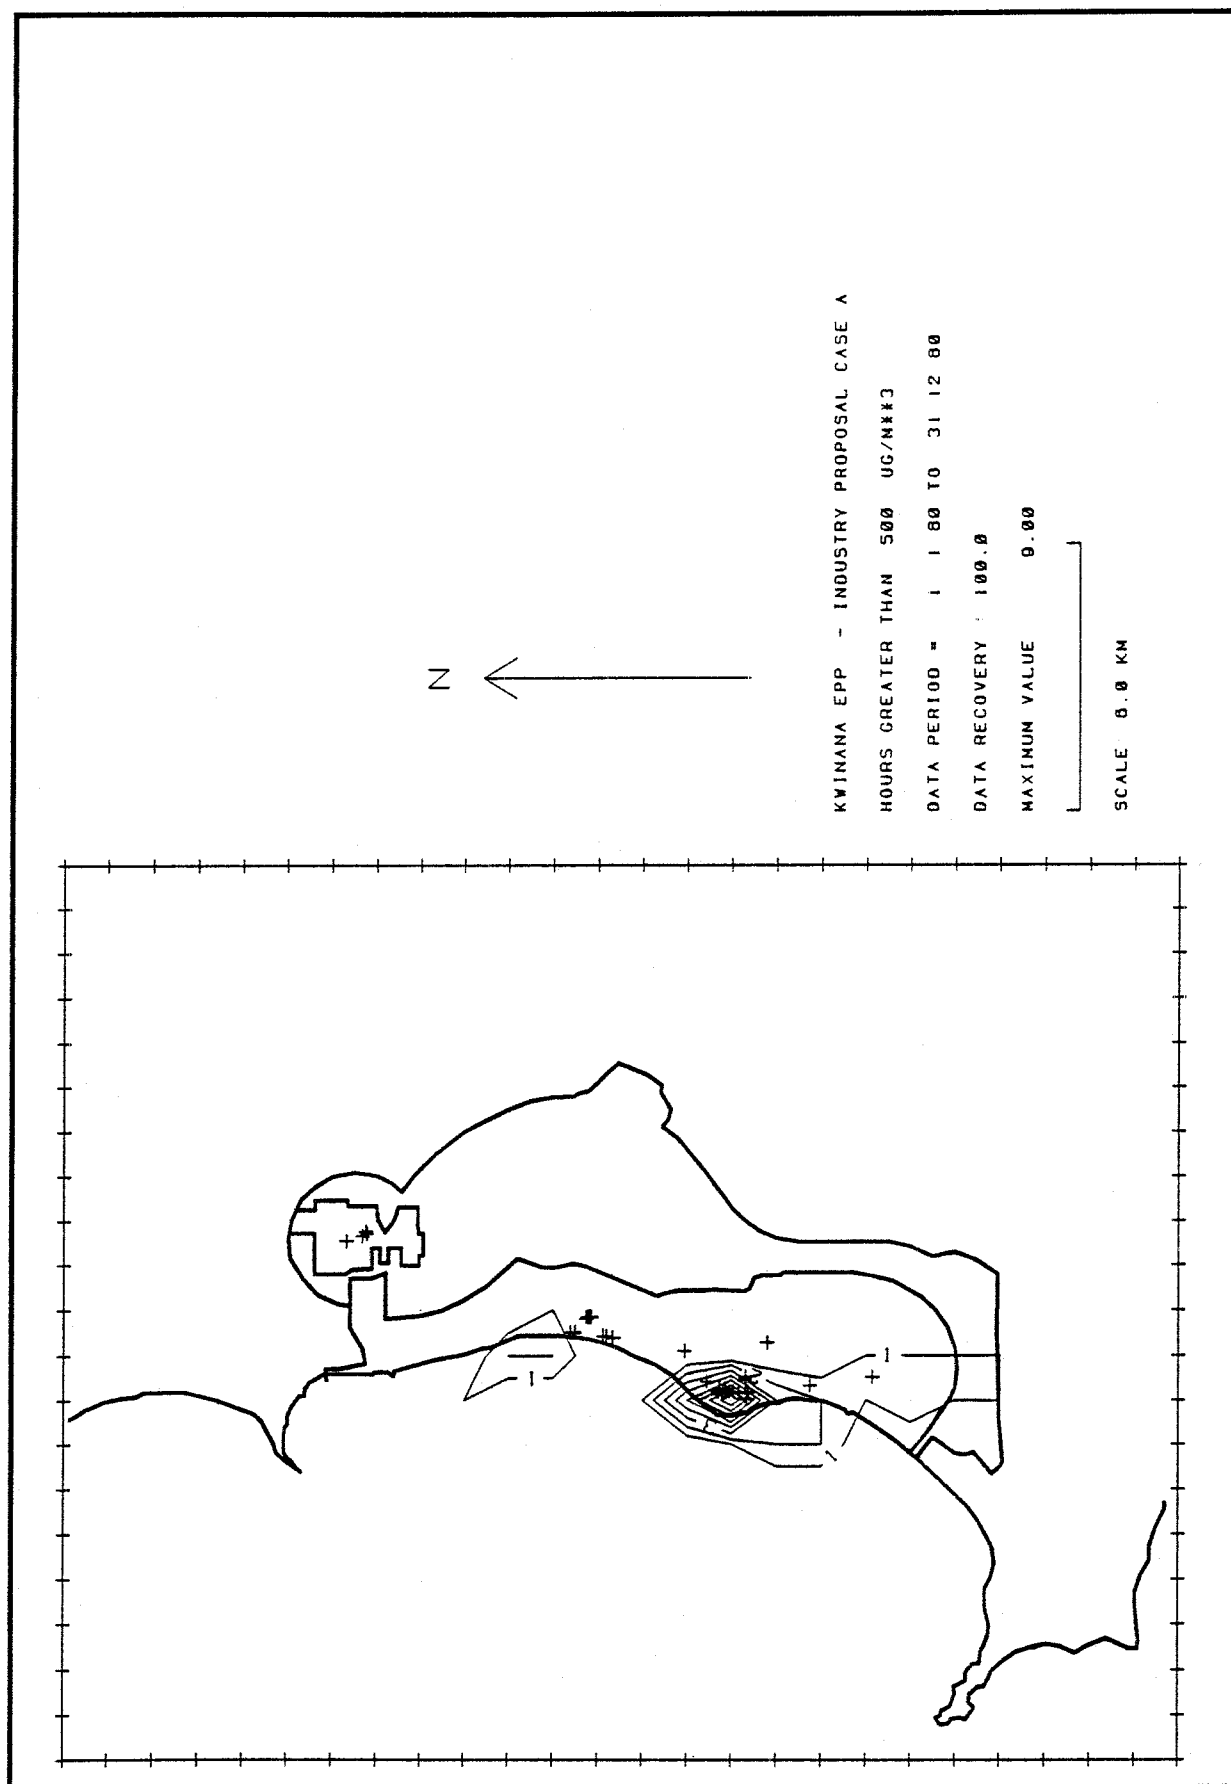 N
KWINANA EPP - INDUSTRY PROPOSAL CASE A
HOURS GREATER THAN 500 UG/M**3
DATA PERIOD = 1 1 80 TO 31 12 80
DATA RECOVERY : 100.0
MAXIMUM VALUE 9.00
SCALE 6.0 KM
1
1
1
1